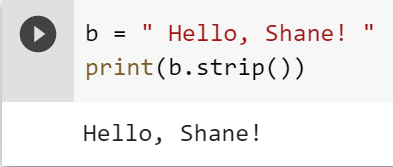 b = " Hello, Shane! "
print(b.strip())
Hello, Shane!